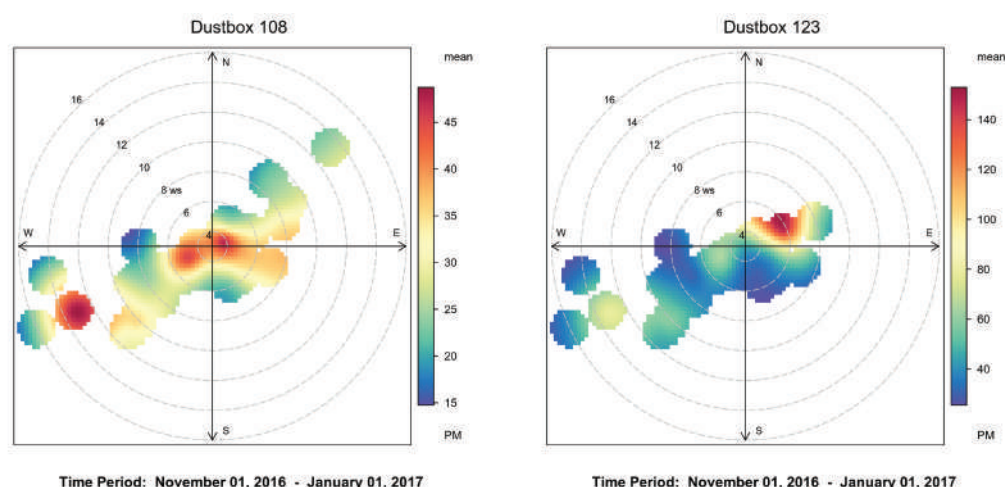 Dustbox 108
mean
N
16
14
12
10
8 ws
6
4
W
E
S
45
40
35
30
25
20
15
PM
Time Period: November 01, 2016 - January 01, 2017
Dustbox 123
mean
N
16
14
12
10
8 ws
6
4
W
E
S
140
120
100
80
60
40
PM
Time Period: November 01, 2016 - January 01, 2017